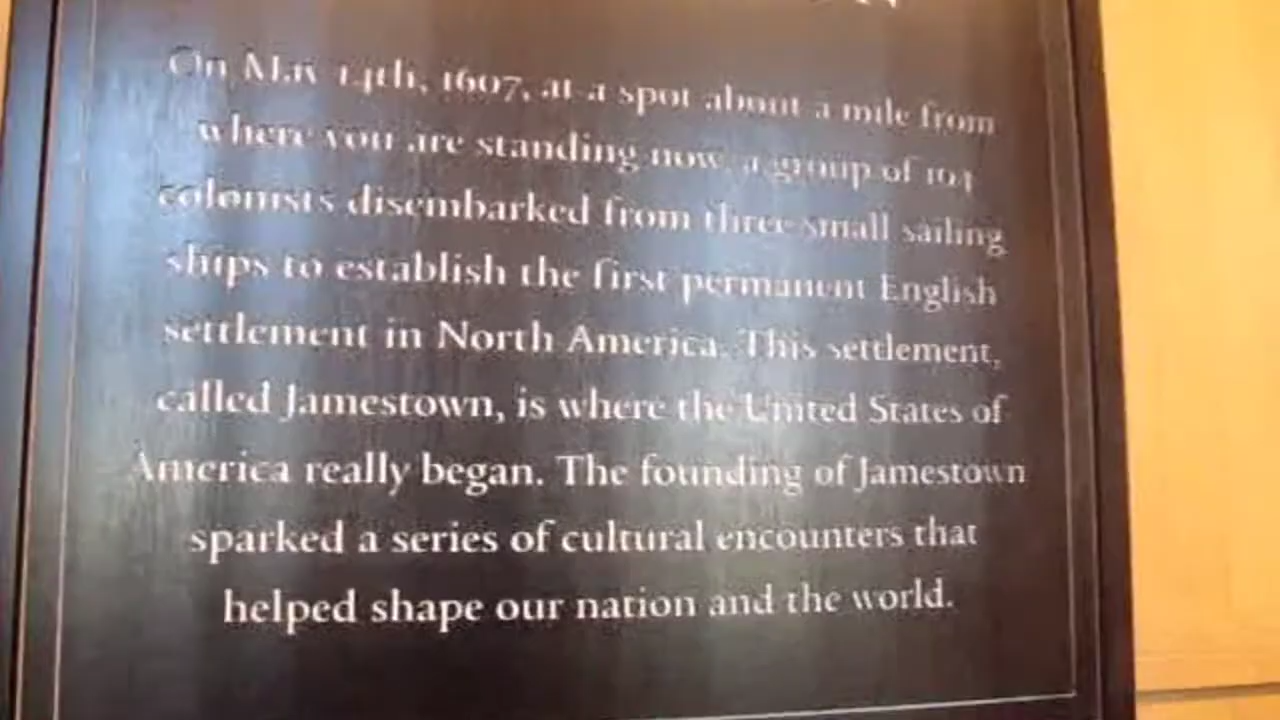 On May 14th, 1607, at a spot about a mile from
where you are standing now, a group of 104
colonists disembarked from three small sailing
ships to establish the first permanent English
settlement in North America. This settlement,
called Jamestown, is where the United States of
America really began. The founding of Jamestown
sparked a series of cultural encounters that
helped shape our nation and the world.